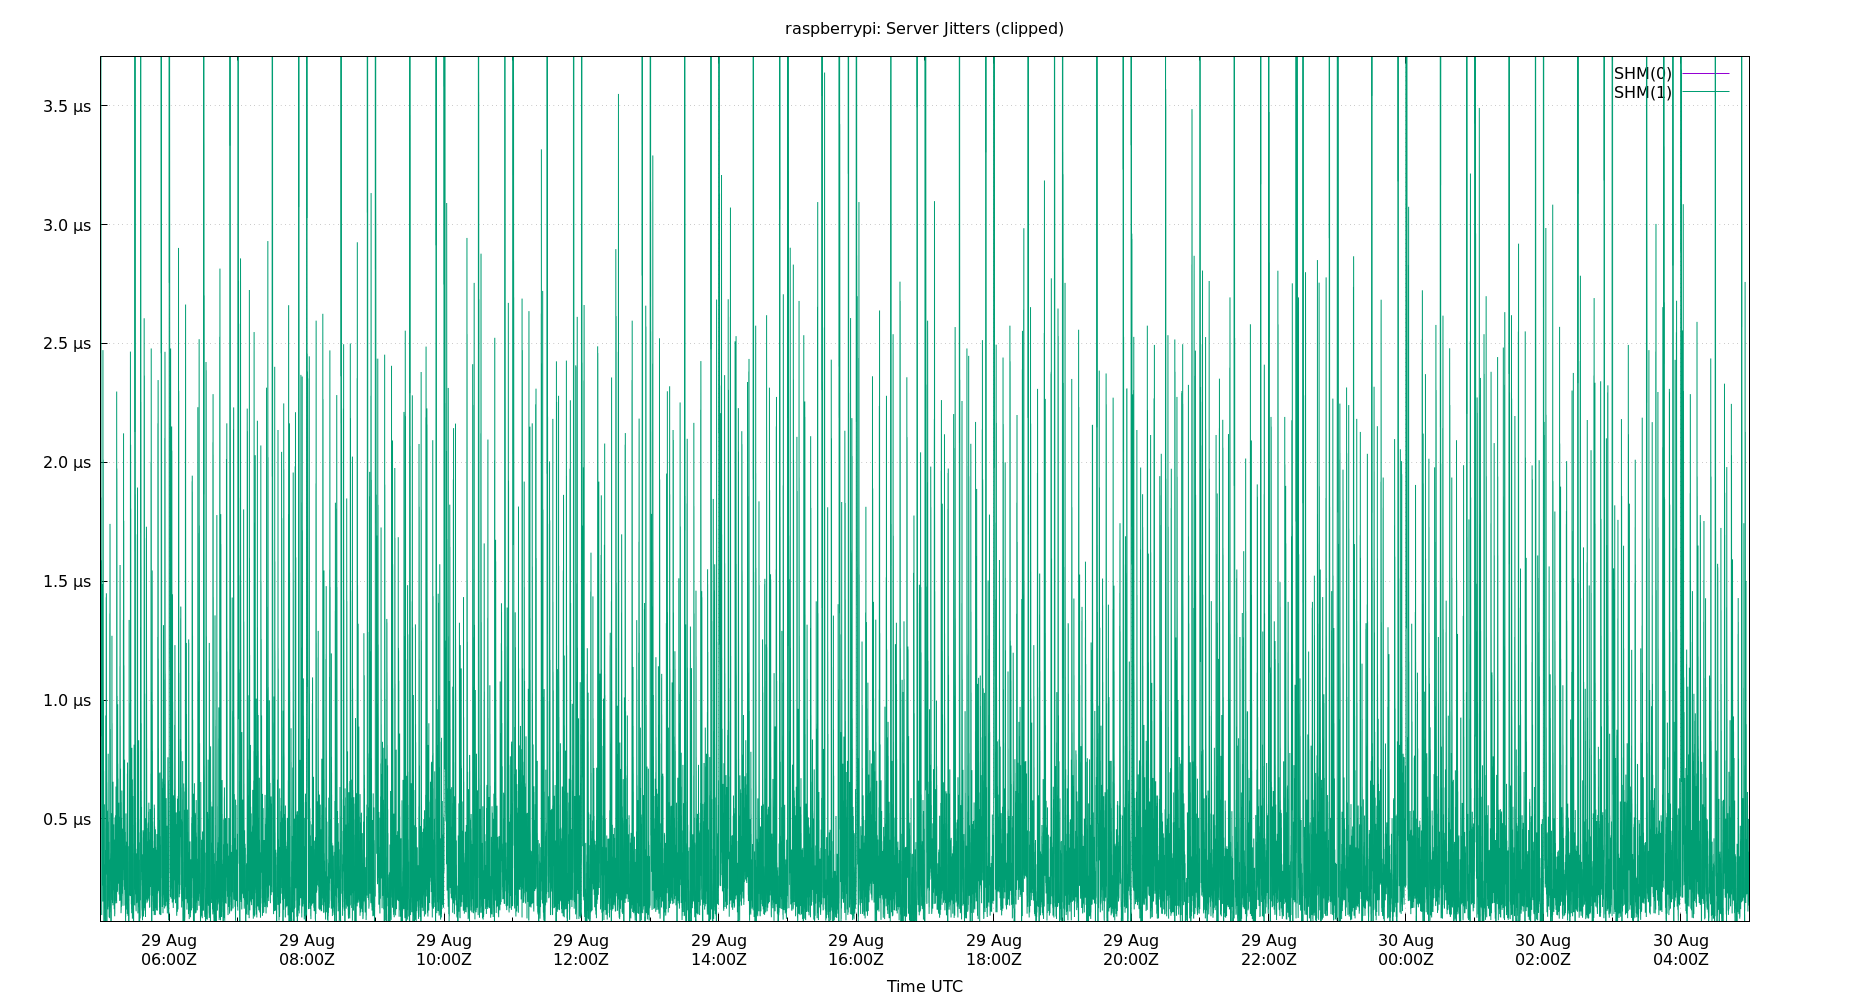 raspberrypi: Server Jitters (clipped)
SHM(0)
SHM(1)
3.5 µs
3.0 µs
2.5 µs
2.0 µs
1.5 µs
1.0 µs
0.5 µs
29 Aug 29 Aug 29 Aug 29 Aug 29 Aug 29 Aug 29 Aug 29 Aug 29 Aug 30 Aug 30 Aug 30 Aug
06:00Z 08:00Z 10:00Z 12:00Z 14:00Z 16:00Z 18:00Z 20:00Z 22:00Z 00:00Z 02:00Z 04:00Z
Time UTC